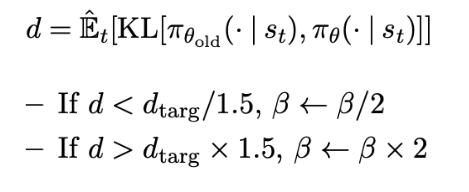 d = Ê_t[KL[π_θ_old(· | s_t), π_θ(· | s_t)]]
– If d < d_targ/1.5, β ← β/2
– If d > d_targ × 1.5, β ← β × 2